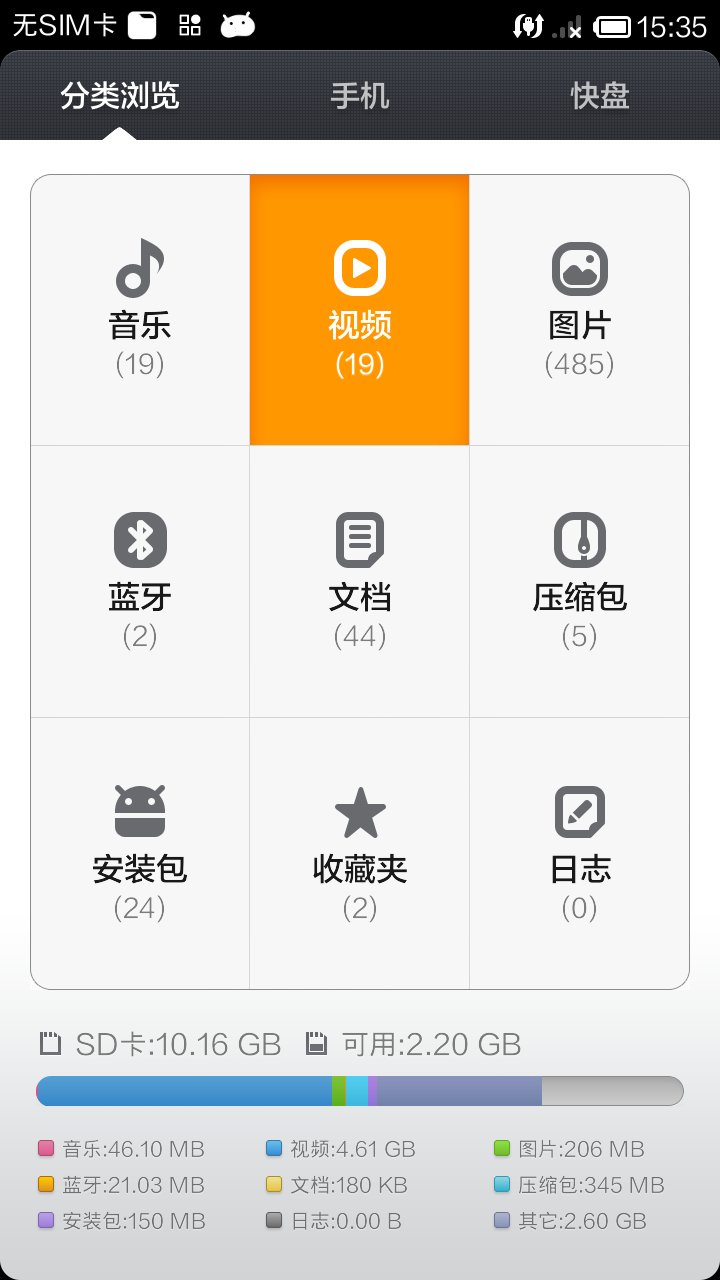 无SIM卡 15:35
分类浏览 手机 快盘
音乐 视频 图片
(19) (19) (485)
蓝牙 文档 压缩包
(2) (44) (5)
安装包 收藏夹 日志
(24) (2) (0)
SD卡:10.16 GB 可用:2.20 GB
音乐:46.10 MB 视频:4.61 GB 图片:206 MB
蓝牙:21.03 MB 文档:180 KB 压缩包:345 MB
安装包:150 MB 日志:0.00 B 其它:2.60 GB